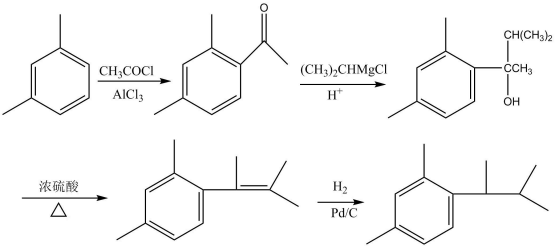 O
CH₃COCl
AlCl₃
(CH₃)₂CHMgCl
H⁺
CH(CH₃)₂
CCH₃
OH
浓硫酸
△
H₂
Pd/C